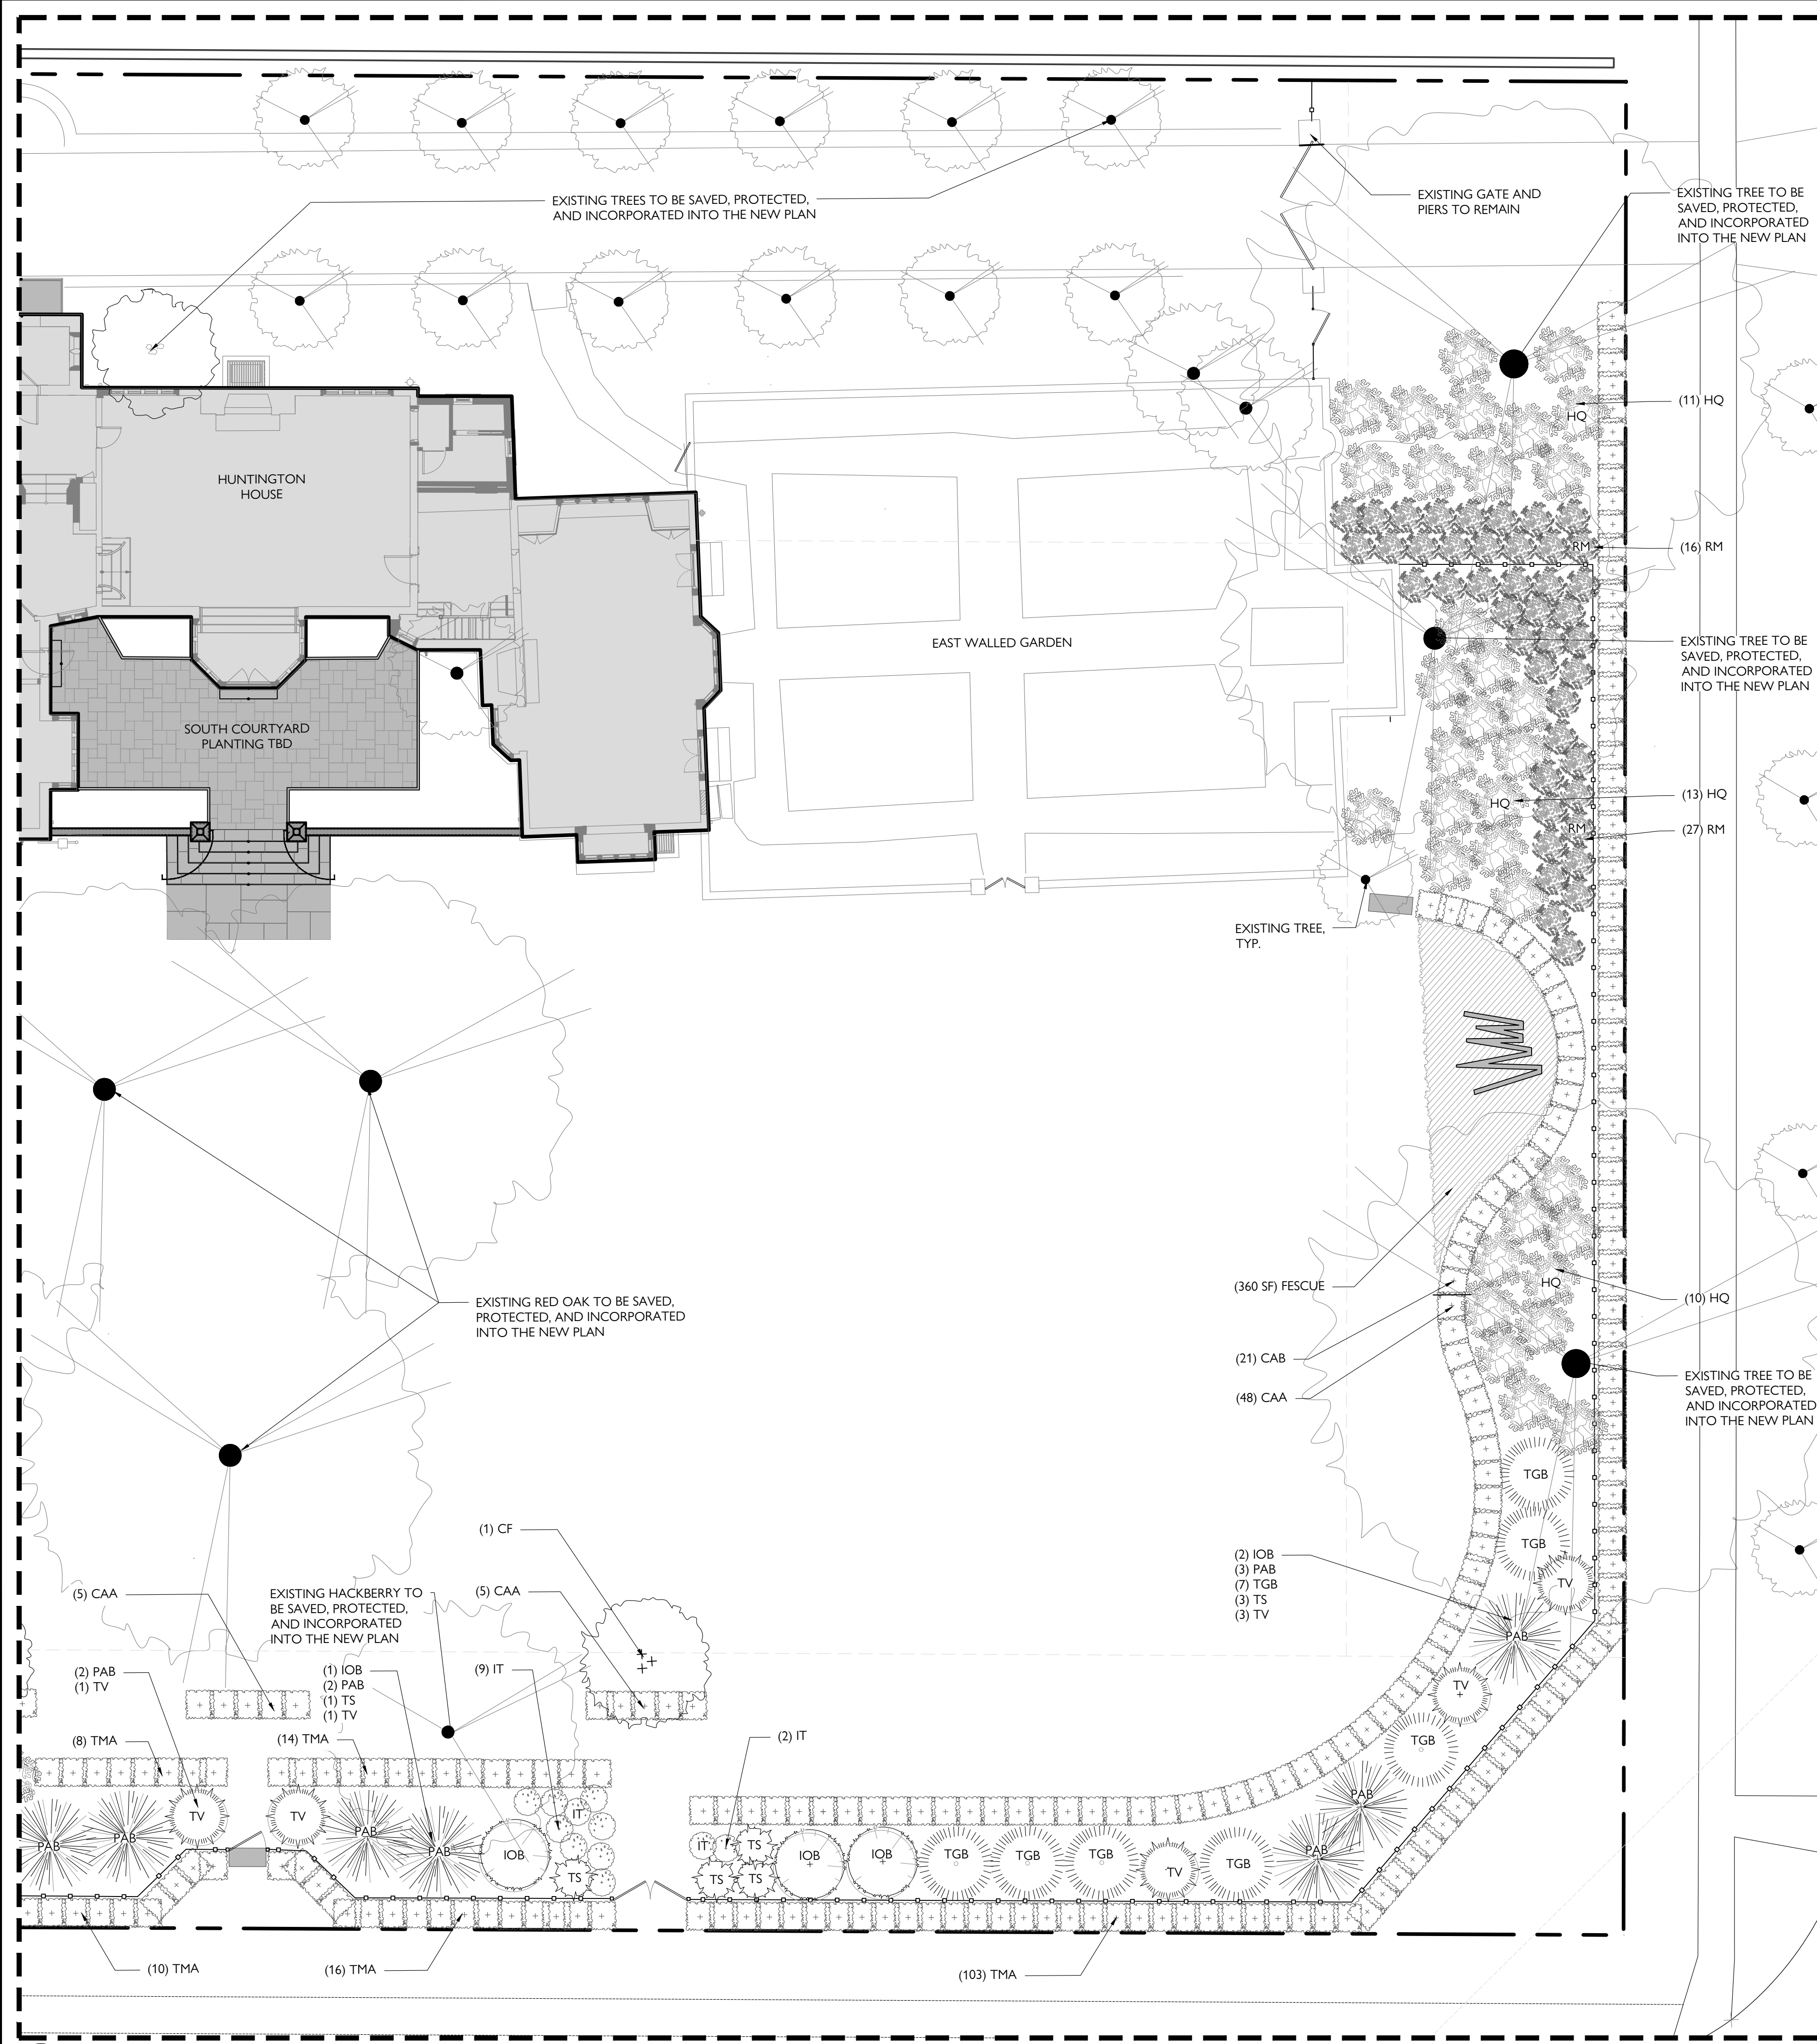 EXISTING TREES TO BE SAVED, PROTECTED,
AND INCORPORATED INTO THE NEW PLAN
EXISTING GATE AND
PIERS TO REMAIN
EXISTING TREE TO BE
SAVED, PROTECTED,
AND INCORPORATED
INTO THE NEW PLAN
(11) HQ
HQ
HUNTINGTON
HOUSE
RM
(16) RM
EAST WALLED GARDEN
EXISTING TREE TO BE
SAVED, PROTECTED,
AND INCORPORATED
INTO THE NEW PLAN
SOUTH COURTYARD
PLANTING TBD
HQ
(13) HQ
RM
(27) RM
EXISTING TREE,
TYP.
(360 SF) FESCUE
HQ
(10) HQ
EXISTING RED OAK TO BE SAVED,
PROTECTED, AND INCORPORATED
INTO THE NEW PLAN
(21) CAB
(48) CAA
EXISTING TREE TO BE
SAVED, PROTECTED,
AND INCORPORATED
INTO THE NEW PLAN
TGB
TGB
TV
PAB
TV
TGB
PAB
PAB
(1) CF
(2) IOB
(3) PAB
(7) TGB
(3) TS
(3) TV
(5) CAA
EXISTING HACKBERRY TO
BE SAVED, PROTECTED,
AND INCORPORATED
INTO THE NEW PLAN
(5) CAA
(2) PAB
(1) TV
(1) IOB
(2) PAB
(1) TS
(1) TV
(9) IT
(8) TMA
(14) TMA
(2) IT
PAB
PAB
TV
TV
PAB
PAB
IOB
IT
TS
IT
IT
TS
TS
TS
IOB
IOB
TGB
TGB
TGB
TV
TGB
(10) TMA
(16) TMA
(103) TMA